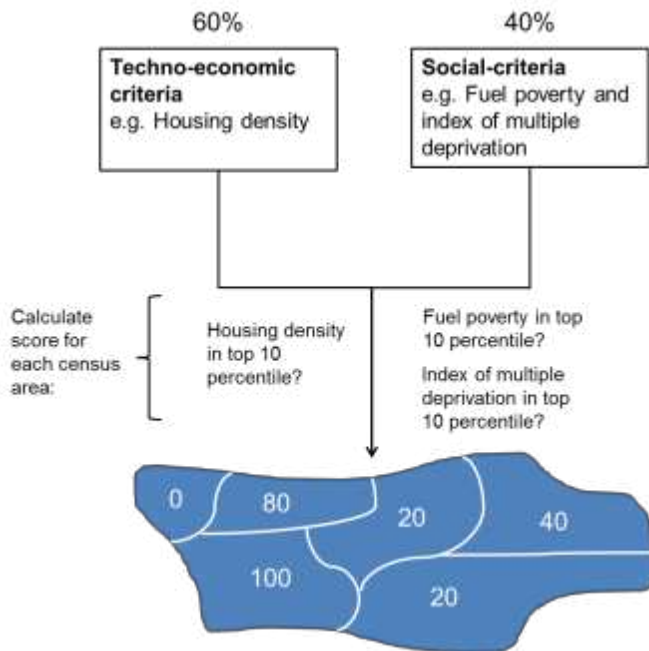 60%
40%
Techno-economic
criteria
e.g. Housing density
Social-criteria
e.g. Fuel poverty and
index of multiple
deprivation
Calculate
score for
each census
area:
Housing density
in top 10
percentile?
Fuel poverty in top
10 percentile?
Index of multiple
deprivation in top
10 percentile?
0
80
20
40
100
20